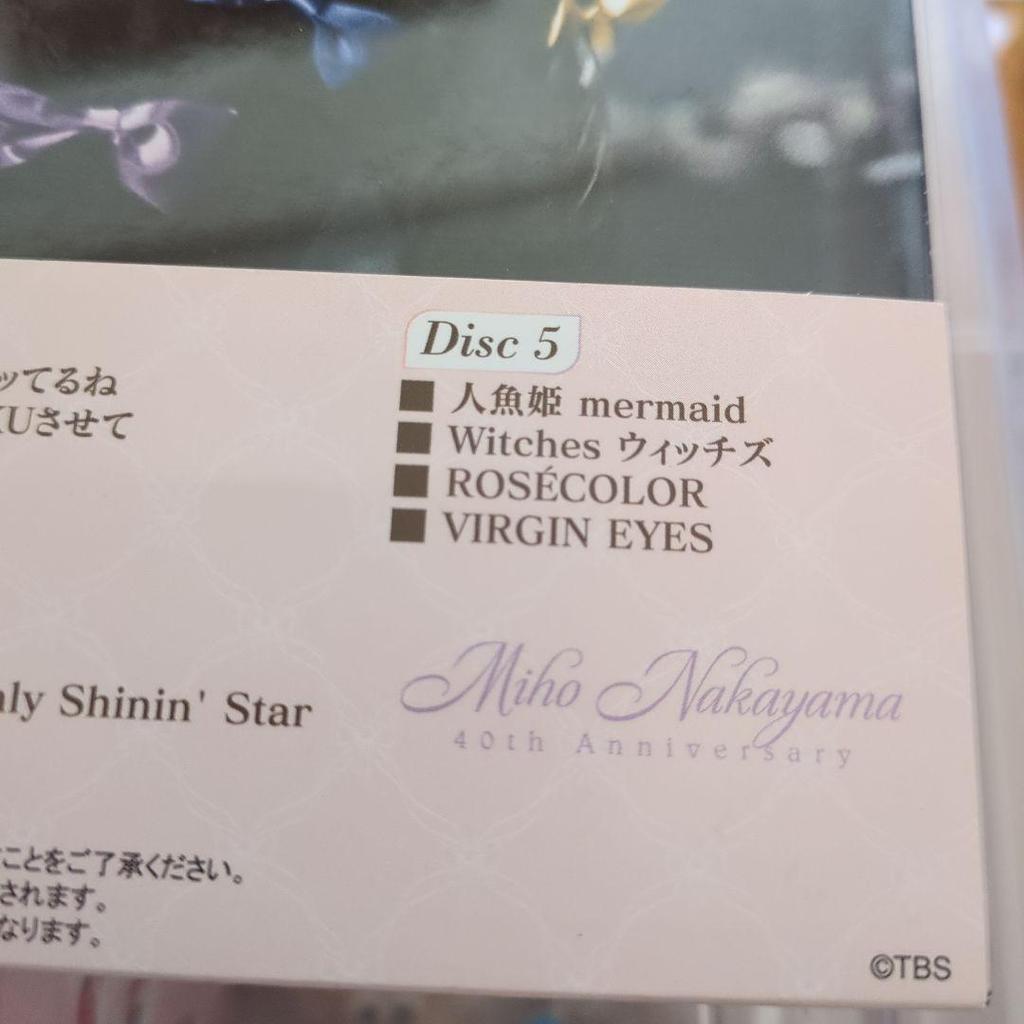 ッてるね
Uさせて
nly Shinin' Star
ことをご了承ください。
されます。
なります。
Disc 5
■ 人魚姫 mermaid
■ Witches ウィッチズ
■ ROSÉCOLOR
■ VIRGIN EYES
Miho Nakayama
40th Anniversary
©TBS